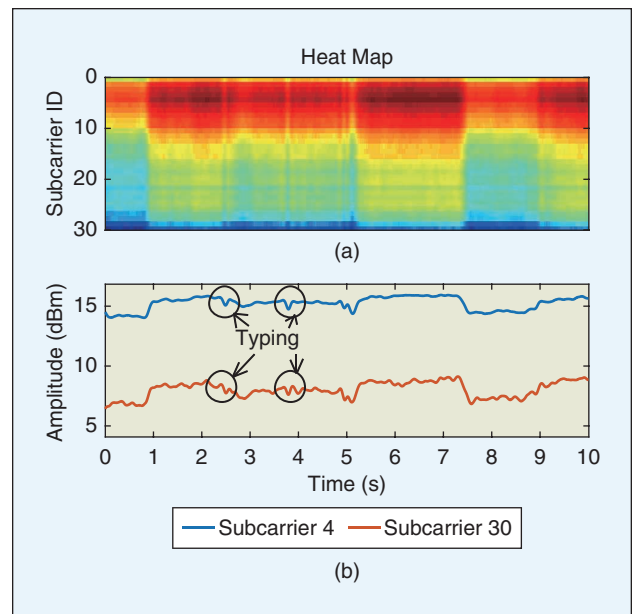 Heat Map
Subcarrier ID
0
10
20
30
(a)
Amplitude (dBm)
15
10
5
Typing
0 1 2 3 4 5 6 7 8 9 10
Time (s)
Subcarrier 4 Subcarrier 30
(b)